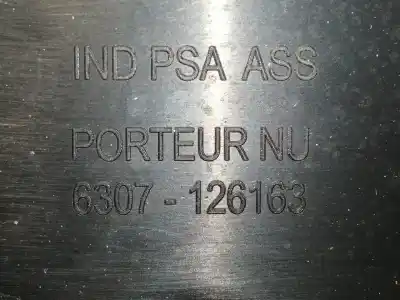 IND PSA ASS
PORTEUR NU
6307 - 126163